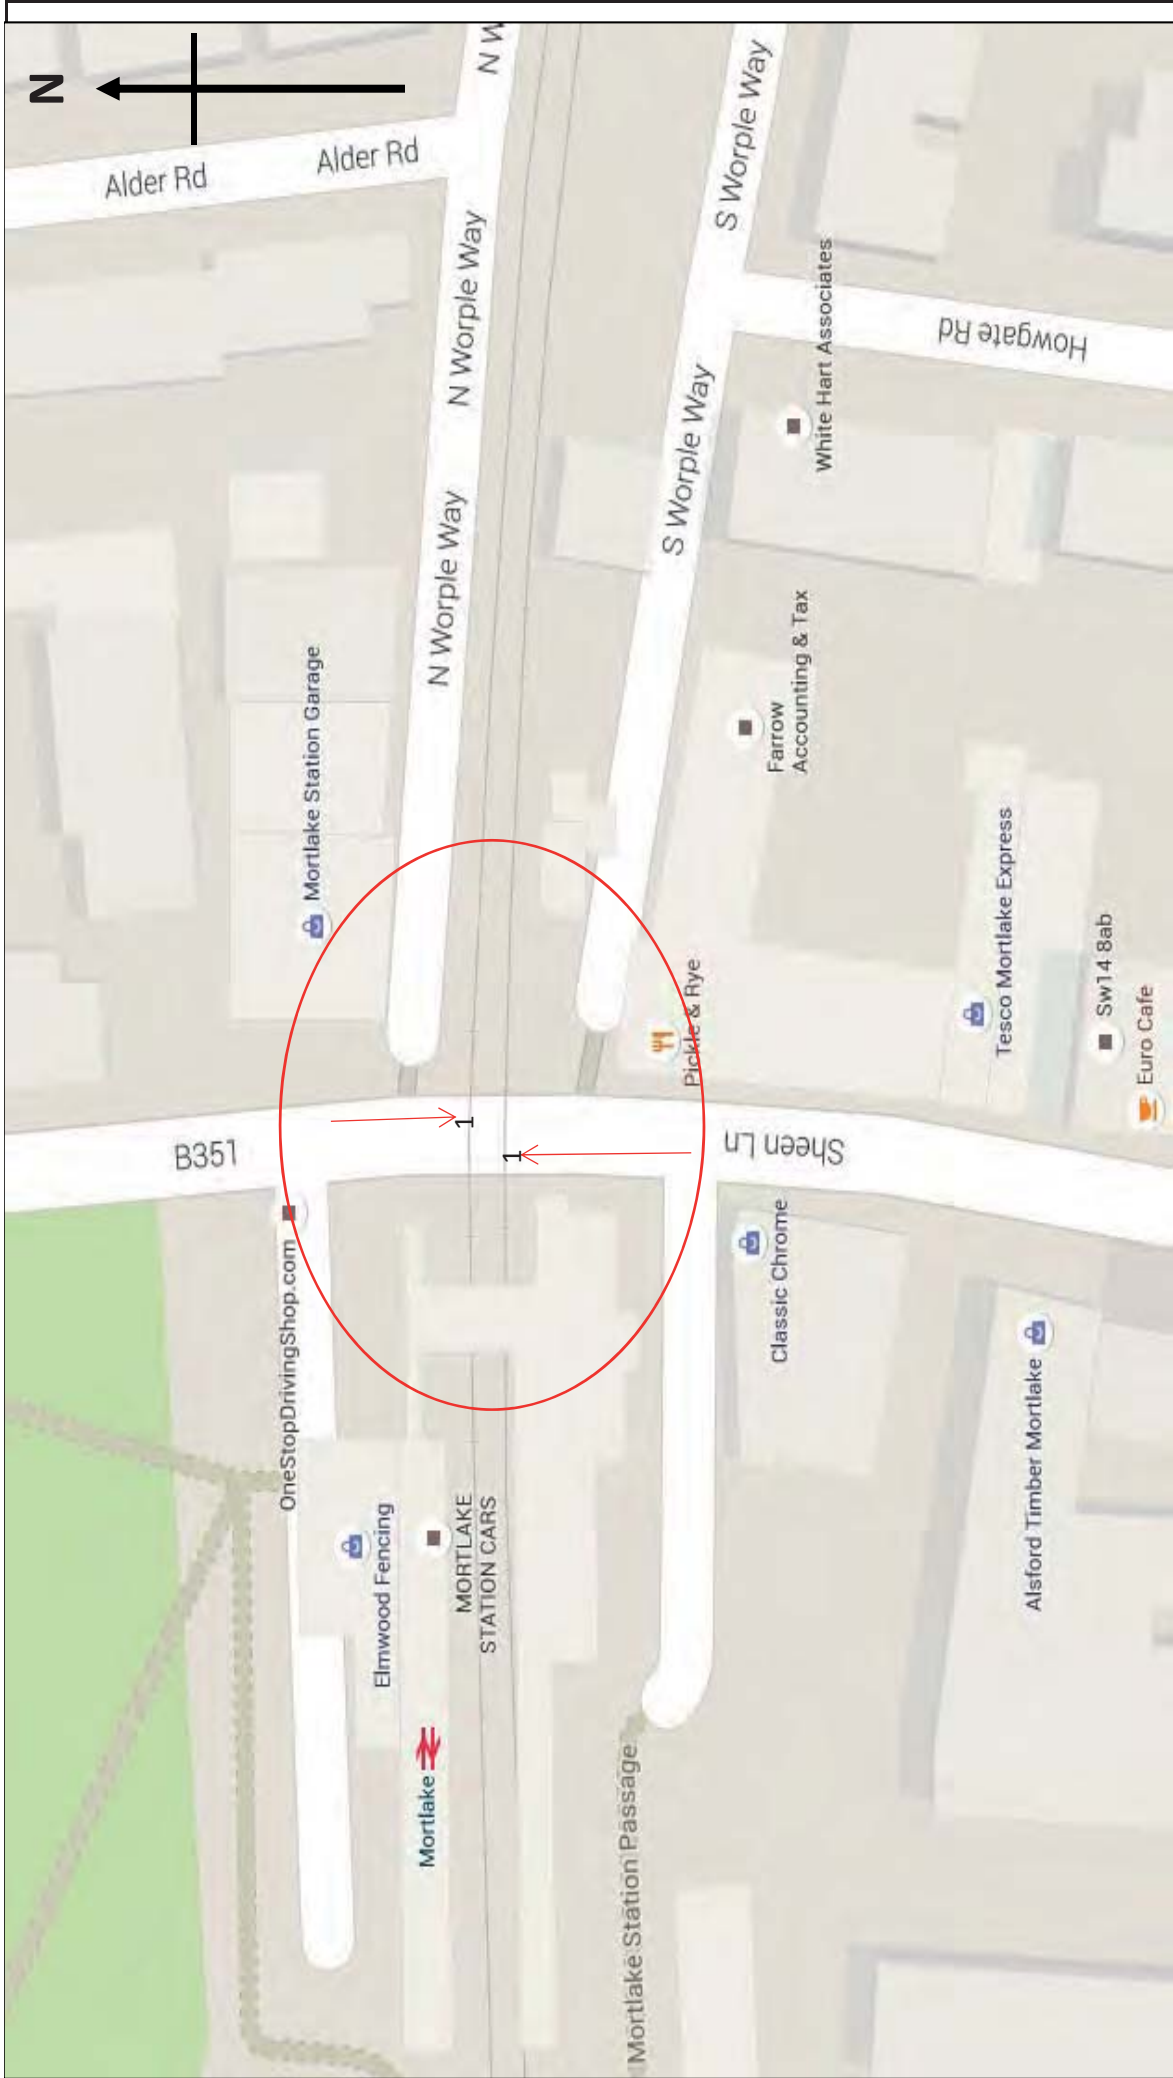 N
Alder Rd
B351
OneStopDrivingShop.com
Mortlake Station Garage
Alder Rd
Elmwood Fencing
Mortlake
MORTLAKE
STATION CARS
N Worple Way
N Worple Way
N W
1
1
Mortlake Station Passage
Pickle & Rye
S Worple Way
S Worple Way
Classic Chrome
Sheen Ln
Farrow
Accounting & Tax
White Hart Associates
Howgate Rd
Tesco Mortlake Express
Alsford Timber Mortlake
Sw14 8ab
Euro Cafe